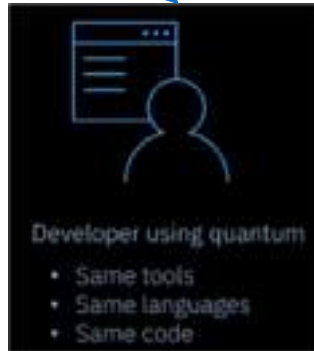 Developer using quantum
• Same tools
• Same languages
• Same code